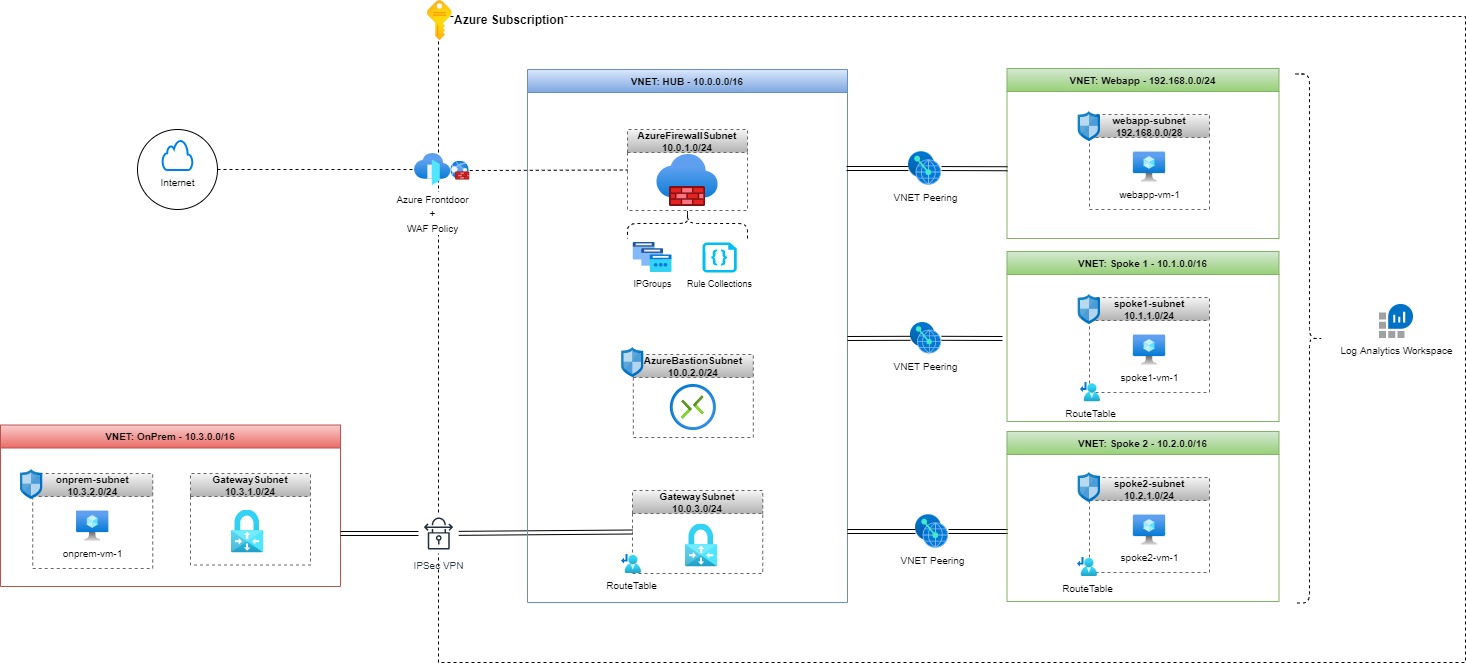 Azure Subscription
VNET: HUB - 10.0.0.0/16
VNET: Webapp - 192.168.0.0/24
webapp-subnet
192.168.0.0/28
webapp-vm-1
AzureFirewallSubnet
10.0.1.0/24
Internet
Azure Frontdoor
+
WAF Policy
VNET Peering
IPGroups
Rule Collections
VNET: Spoke 1 - 10.1.0.0/16
spoke1-subnet
10.1.1.0/24
spoke1-vm-1
RouteTable
VNET Peering
Log Analytics Workspace
AzureBastionSubnet
10.0.2.0/24
VNET: OnPrem - 10.3.0.0/16
onprem-subnet
10.3.2.0/24
onprem-vm-1
GatewaySubnet
10.3.1.0/24
IPSec VPN
GatewaySubnet
10.0.3.0/24
RouteTable
VNET Peering
VNET: Spoke 2 - 10.2.0.0/16
spoke2-subnet
10.2.1.0/24
spoke2-vm-1
RouteTable